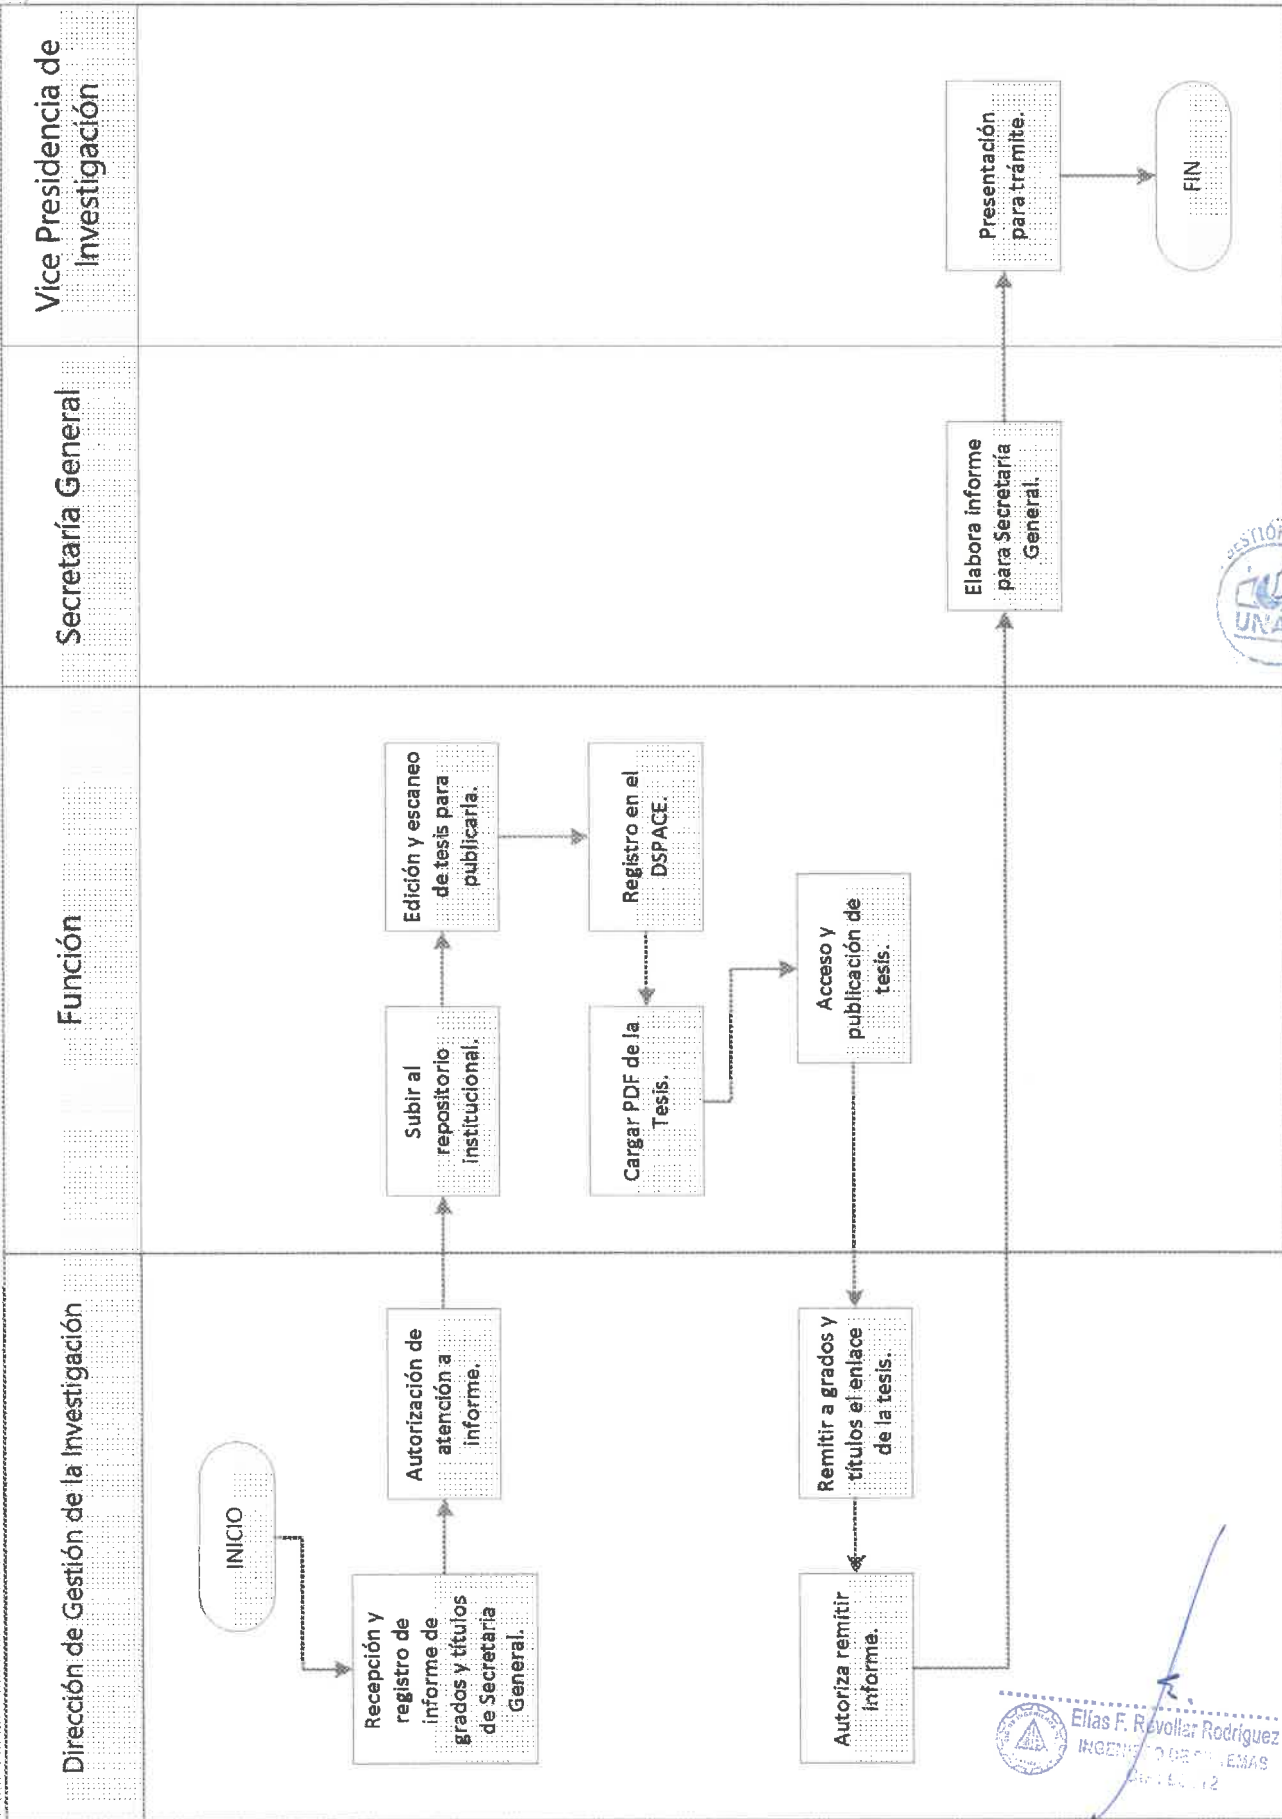 Dirección de Gestión de la Investigación
Función
Secretaría General
Vice Presidencia de
Investigación
INICIO
Recepción y
registro de
informe de
grados y títulos
de Secretaría
General.
Autorización de
atención a
informe.
Subir al
repositorio
institucional.
Edición y escaneo
de tesis para
publicarla.
Registro en el
DSPACE.
Cargar PDF de la
Tesis.
Acceso y
publicación de
tesis.
Remitir a grados y
títulos el enlace
de la tesis.
Autoriza remitir
informe.
Elabora informe
para Secretaría
General.
Presentación
para trámite.
FIN
Elías F. Revollar Rodriguez